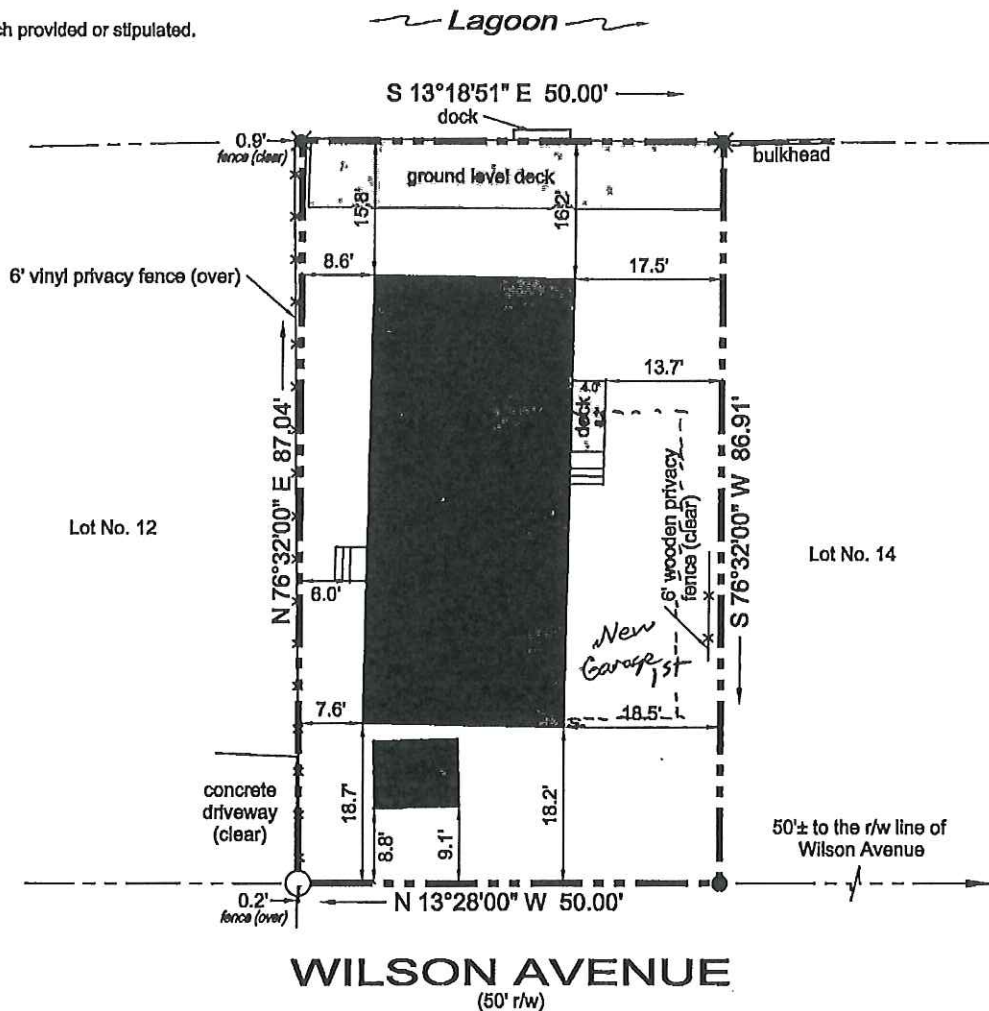 ch provided or stipulated.
Lagoon
S 13°18'51" E 50.00'
dock
0.9'
fence (clear)
bulkhead
ground level deck
15.8'
16.2'
8.6'
17.5'
6' vinyl privacy fence (over)
13.7'
4.0'
deck
N 76°32'00" E 87.04'
S 76°32'00" W 86.91'
6' wooden privacy
fence (clear)
Lot No. 12
Lot No. 14
6.0'
New
Garage 1st
7.6'
18.5'
concrete
driveway
(clear)
18.7'
8.8'
9.1'
18.2'
50'± to the r/w line of
Wilson Avenue
0.2'
fence (over)
N 13°28'00" W 50.00'
WILSON AVENUE
(50' r/w)